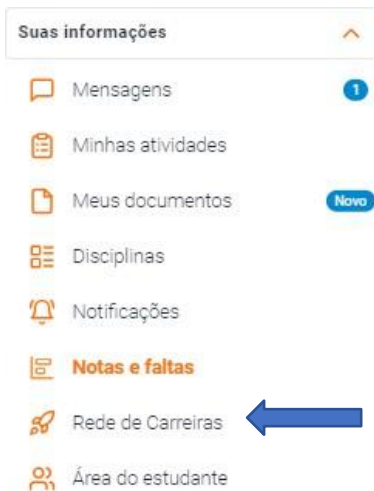 Suas informações
Mensagens 1
Minhas atividades
Meus documentos Novo
Disciplinas
Notificações
Notas e faltas
Rede de Carreiras
Área do estudante